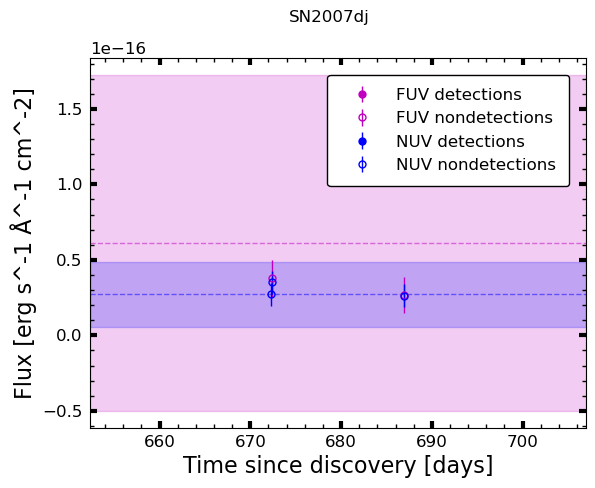 SN2007dj
1e−16
FUV detections
FUV nondetections
NUV detections
NUV nondetections
1.5
1.0
0.5
0.0
−0.5
Flux [erg s^-1 Å^-1 cm^-2]
660 670 680 690 700
Time since discovery [days]